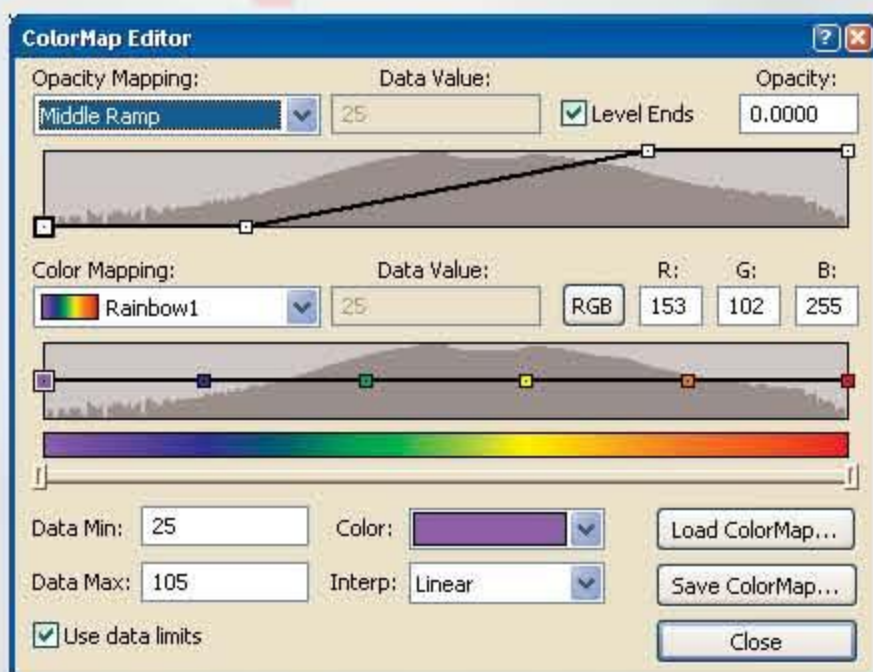 ColorMap Editor
Opacity Mapping: Data Value: Opacity:
Middle Ramp 25 Level Ends 0.0000
Color Mapping: Data Value: R: G: B:
Rainbow1 25 RGB 153 102 255
Data Min: 25 Color: Load ColorMap...
Data Max: 105 Interp: Linear Save ColorMap...
Use data limits Close